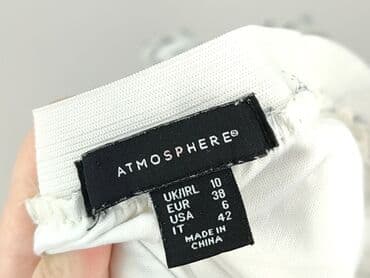 ATMOSPHERE®
UK/IRL 10
EUR 38
USA 6
IT 42
MADE IN
CHINA